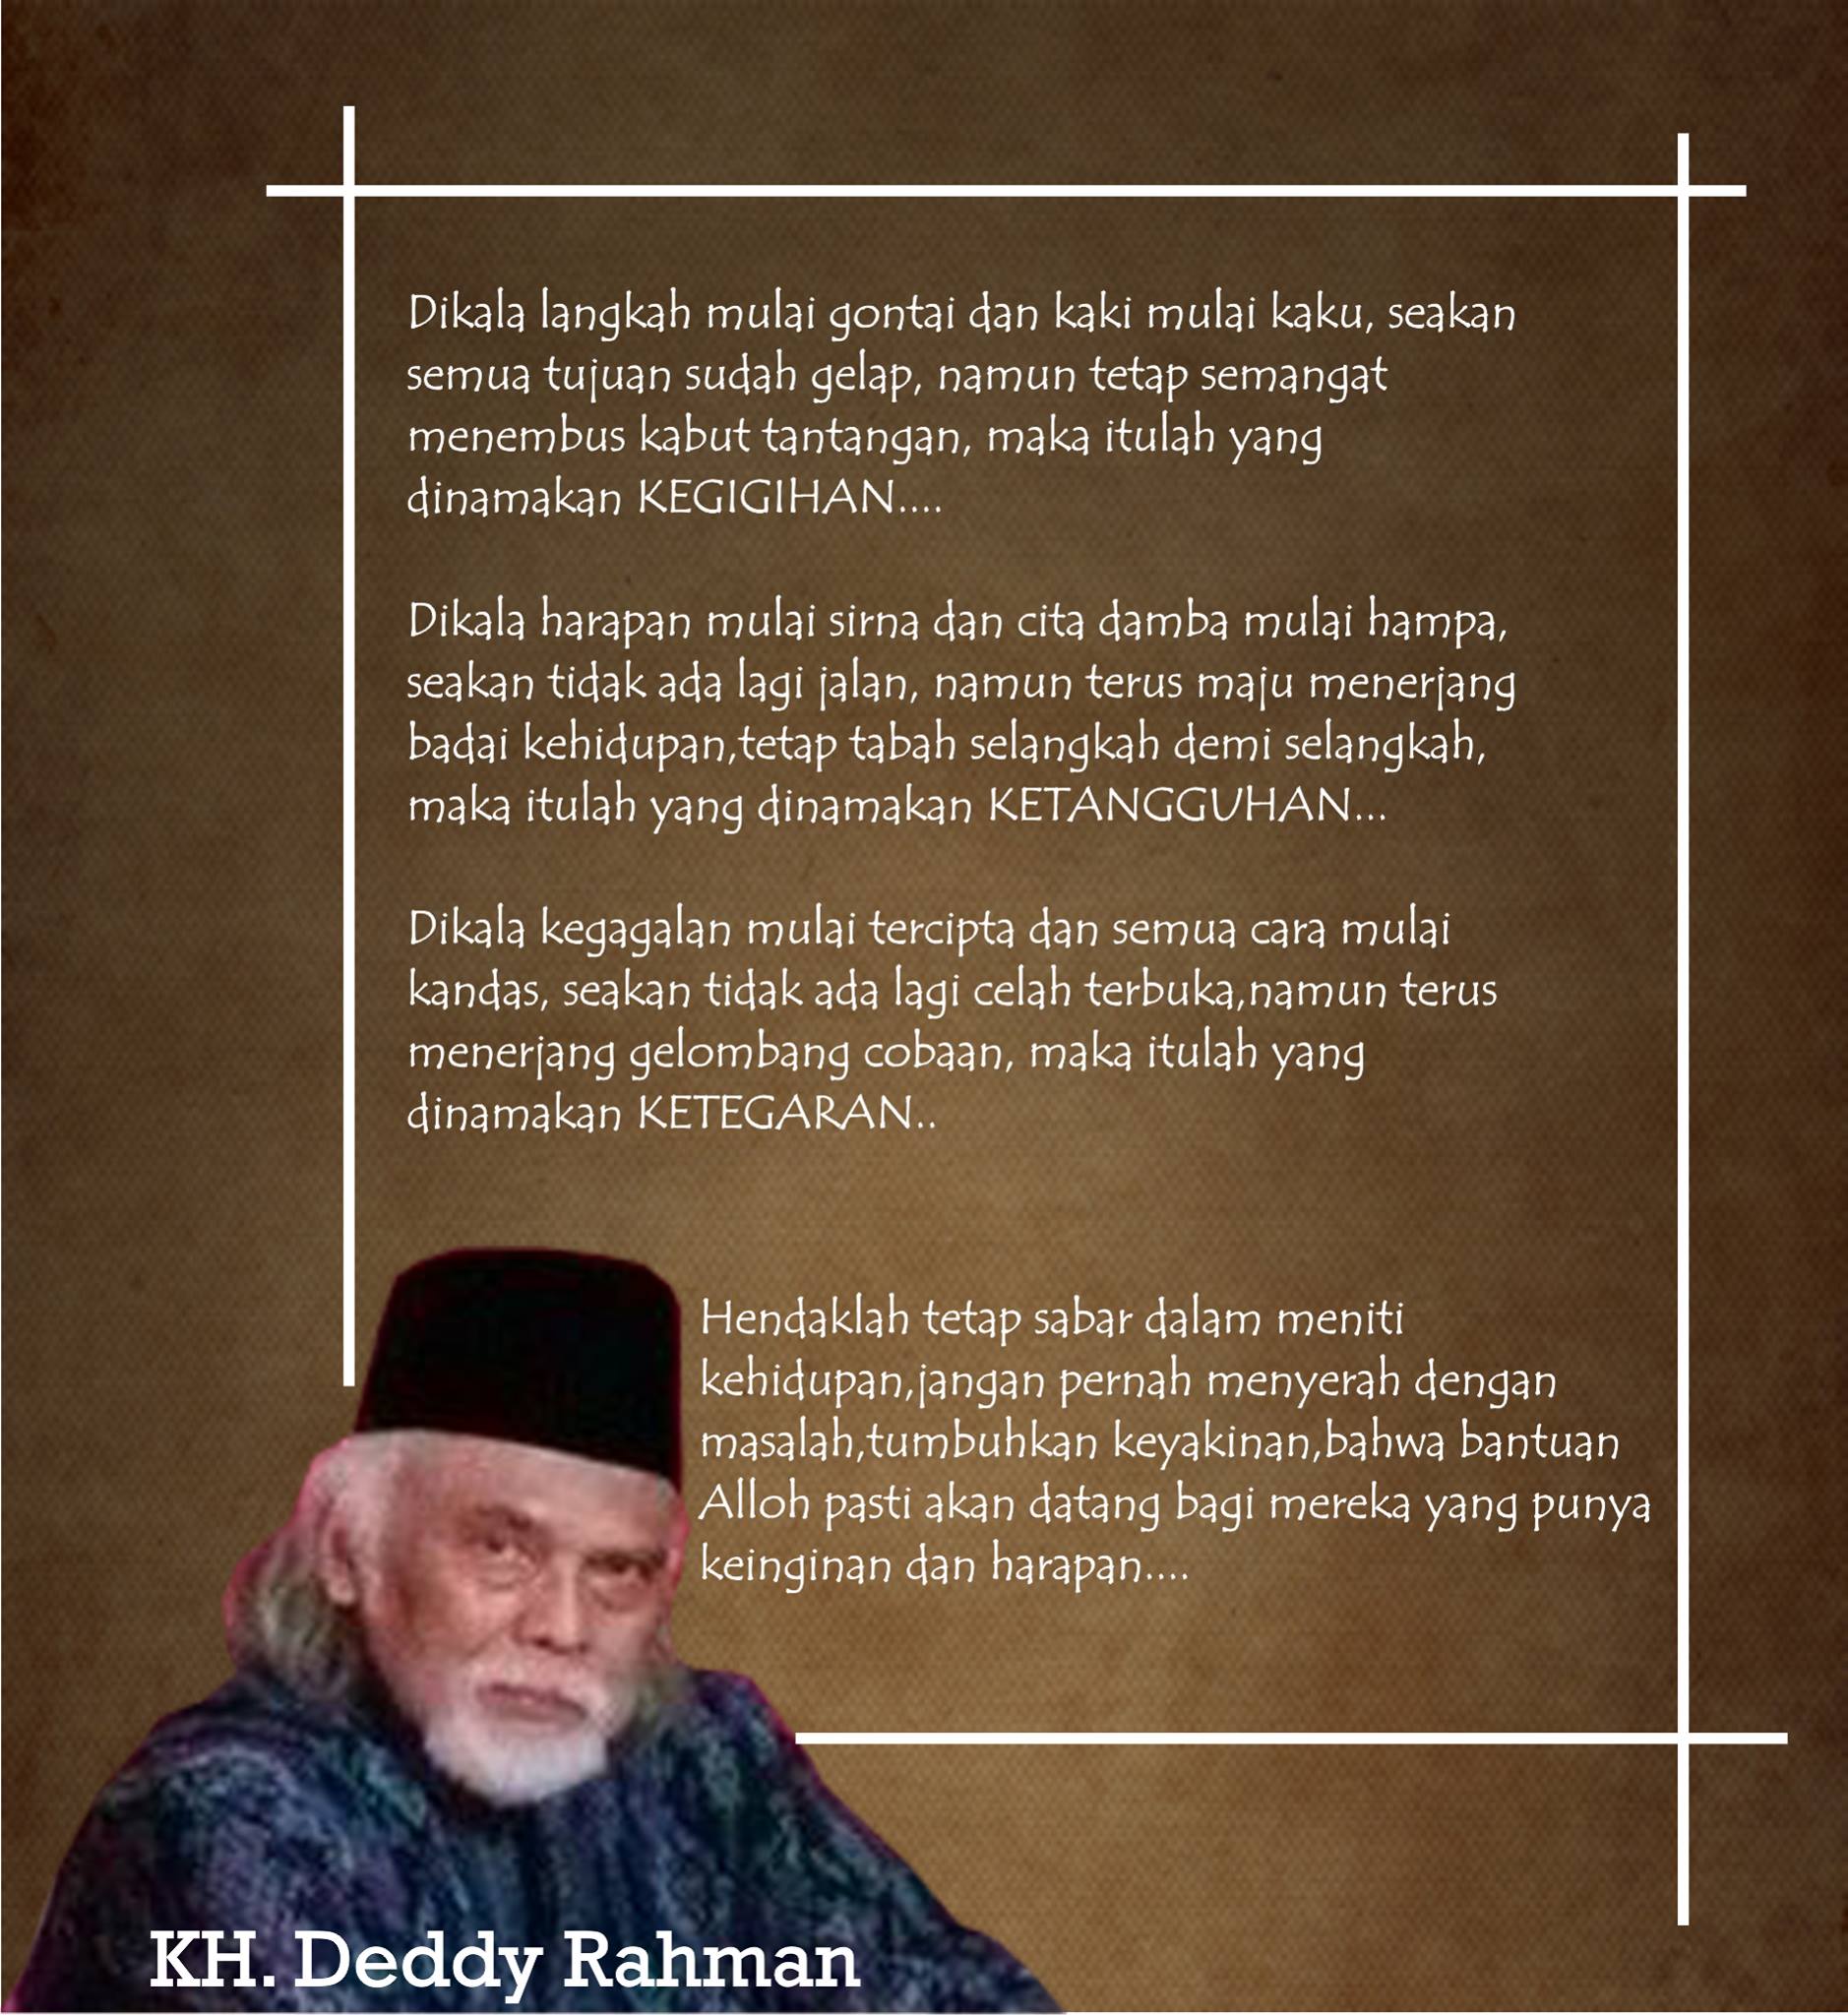 Dikala langkah mulai gontai dan kaki mulai kaku, seakan
semua tujuan sudah gelap, namun tetap semangat
menembus kabut tantangan, maka itulah yang
dinamakan KEGIGIHAN....
Dikala harapan mulai sirna dan cita damba mulai hampa,
seakan tidak ada lagi jalan, namun terus maju menerjang
badai kehidupan,tetap tabah selangkah demi selangkah,
maka itulah yang dinamakan KETANGGUHAN...
Dikala kegagalan mulai tercipta dan semua cara mulai
kandas, seakan tidak ada lagi celah terbuka,namun terus
menerjang gelombang cobaan, maka itulah yang
dinamakan KETEGARAN..
Hendaklah tetap sabar dalam meniti
kehidupan,jangan pernah menyerah dengan
masalah,tumbuhkan keyakinan,bahwa bantuan
Alloh pasti akan datang bagi mereka yang punya
keinginan dan harapan....
KH. Deddy Rahman